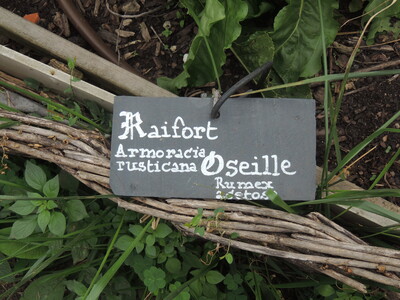 Raifort
Armoracia
rusticana
Oseille
Rumex
acetosa